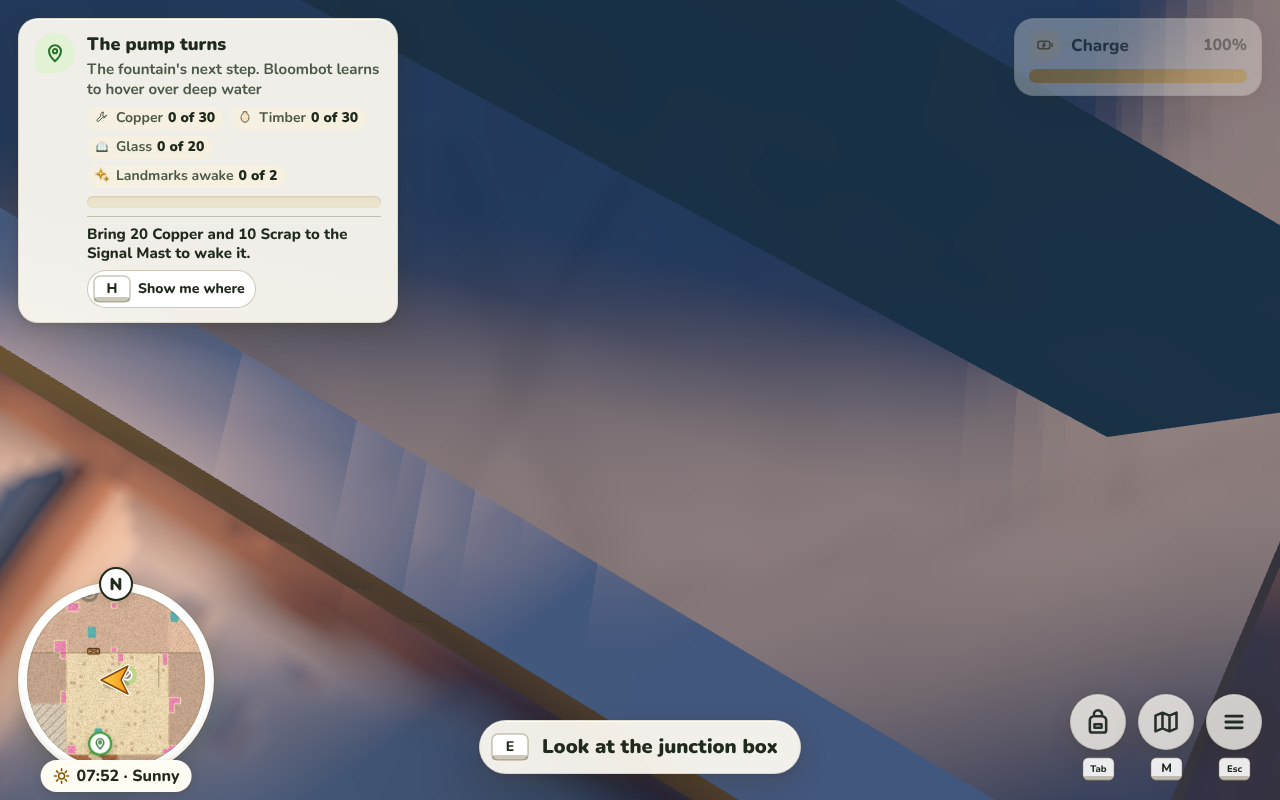 The pump turns
The fountain's next step. Bloombot learns
to hover over deep water
Copper 0 of 30 Timber 0 of 30
Glass 0 of 20
Landmarks awake 0 of 2
Bring 20 Copper and 10 Scrap to the
Signal Mast to wake it.
H Show me where
Charge 100%
N
07:52 · Sunny
E Look at the junction box
Tab M Esc